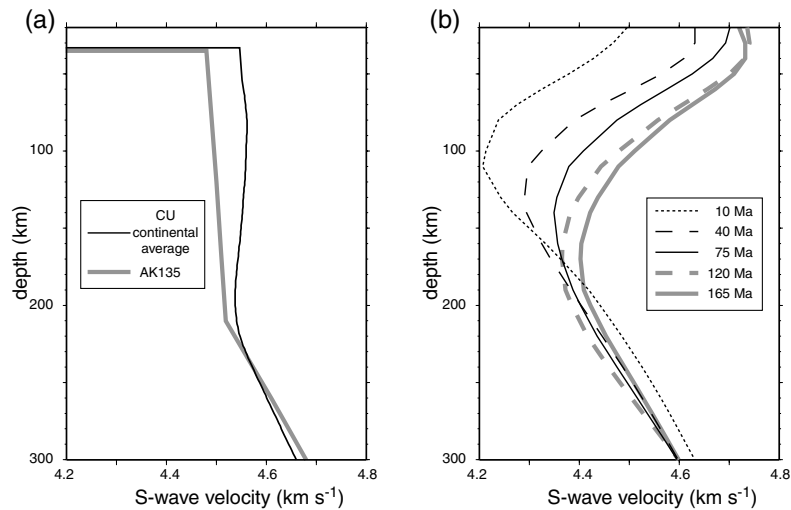 (a)
depth (km)
100
200
300
4.2
4.4
4.6
4.8
S-wave velocity (km s⁻¹)
CU
continental
average
AK135
(b)
depth (km)
100
200
300
4.2
4.4
4.6
4.8
S-wave velocity (km s⁻¹)
10 Ma
40 Ma
75 Ma
120 Ma
165 Ma